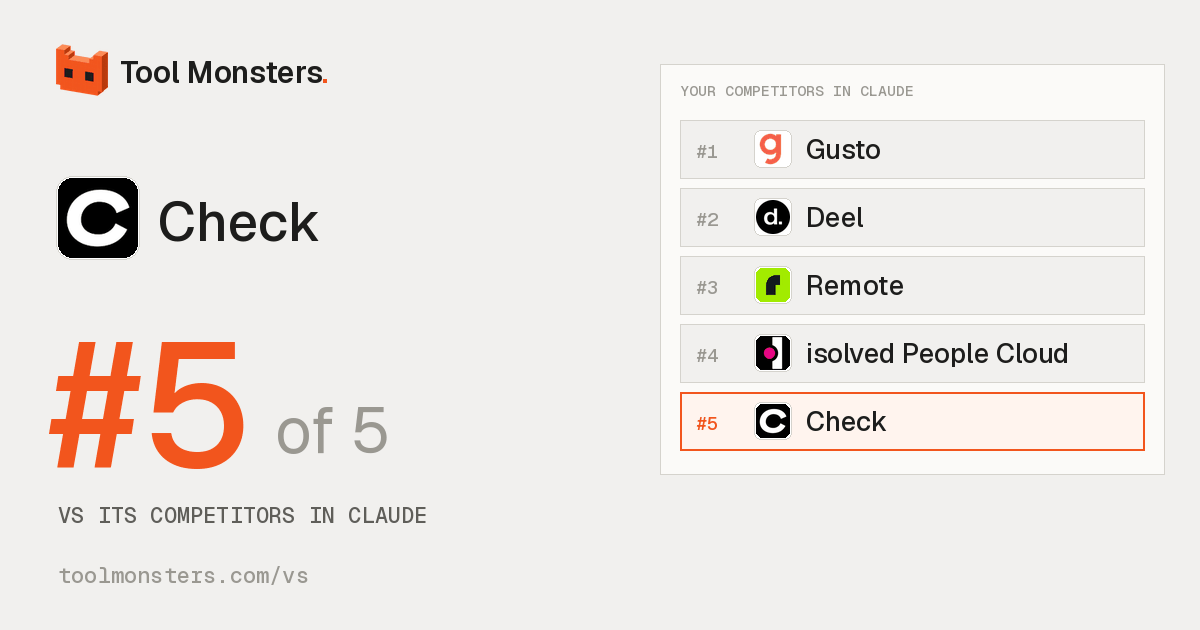 Tool Monsters.
Check
#5 of 5
VS ITS COMPETITORS IN CLAUDE
toolmonsters.com/vs
YOUR COMPETITORS IN CLAUDE
#1 g Gusto
#2 d. Deel
#3 r Remote
#4 isolved People Cloud
#5 C Check